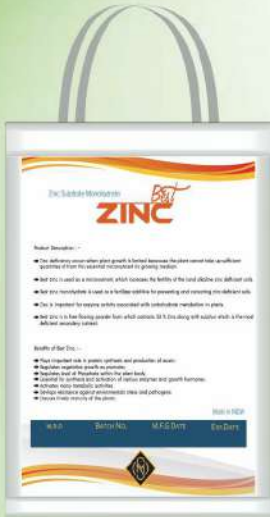 Zinc Sulphate Monohydrate
Best
ZINC
Product Description :-
Zinc deficiency occurs when plant growth is limited because the plant cannot take up sufficient
quantities of from this essential micronutrient its growing medium.
Best Zinc is used as a micronutrient, which increases the fertility of the land alkaline zinc deficient soils.
Best Zinc monohydrate is used as a fertilizer additive for preventing and correcting zinc deficient soils.
Zinc is important for enzyme activity associated with carbohydrate metabolism in plants.
Best Zinc is a free flowing powder from which contains 33 % Zinc along with sulphur which is the most
deficient secondary nutrient.
Benefits of Best Zinc :-
Plays important role in protein synthesis and production of auxin.
Regulates vegetative growth as promotes.
Regulates level of Phosphate within the plant body.
Essential for synthesis and activation of various enzymes and growth hormones.
Activates many metabolic activities.
Develops resistance against environmental stress and pathogens.
Ensures timely maturity of the plants.
Made in INDIA
M.R.P. BATCH NO. M.F.G DATE EXP. DATE